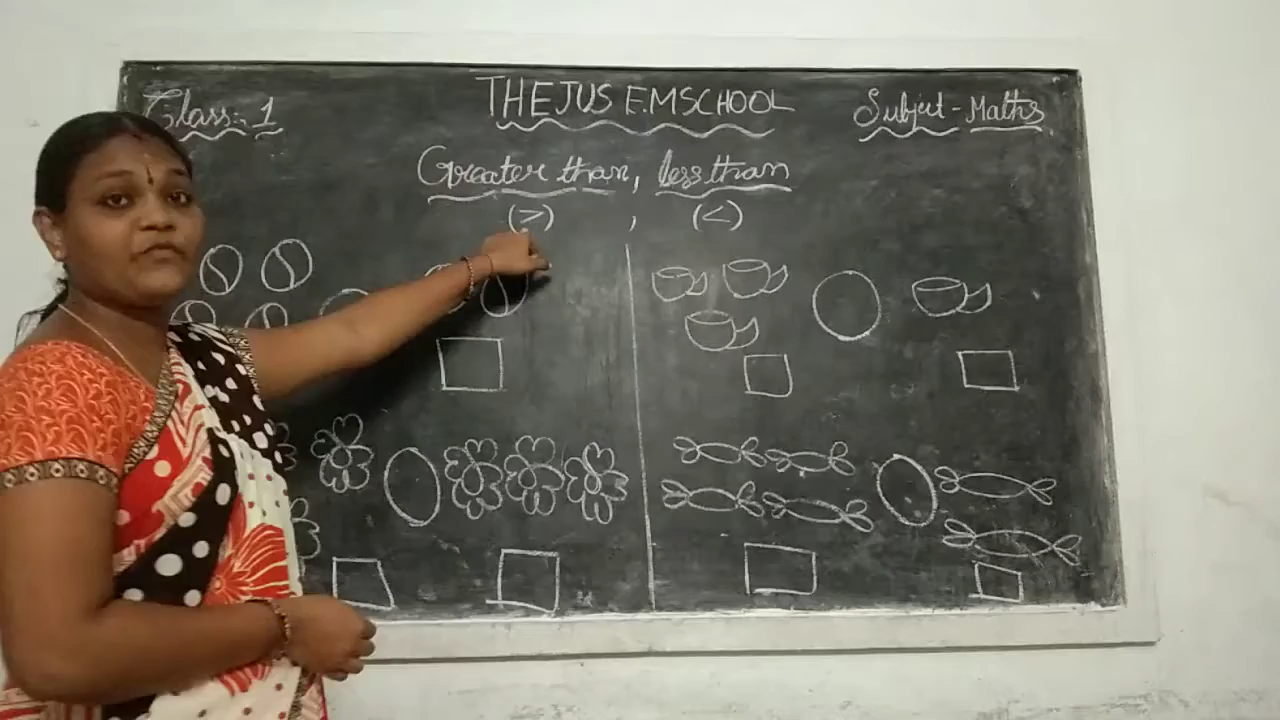 Class:- 1
THEJUS E.M SCHOOL
Subject - Maths
Greater than, less than
(>) , (<)